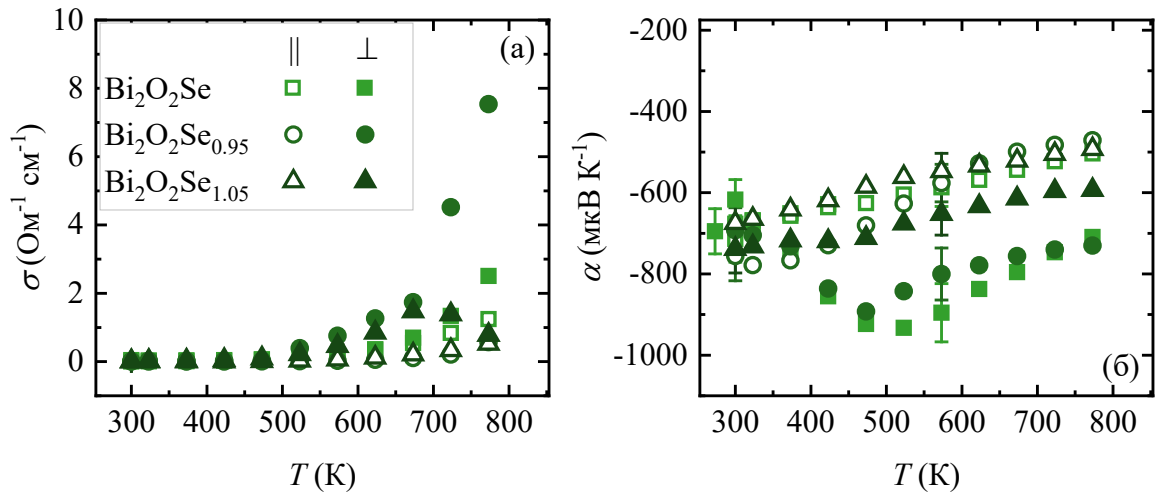 (а)
|| ⊥
Bi₂O₂Se
Bi₂O₂Se₀.₉₅
Bi₂O₂Se₁.₀₅
σ (Ом⁻¹ см⁻¹)
10
8
6
4
2
0
300 400 500 600 700 800
T (К)
(б)
α (мкВ К⁻¹)
-200
-400
-600
-800
-1000
300 400 500 600 700 800
T (К)